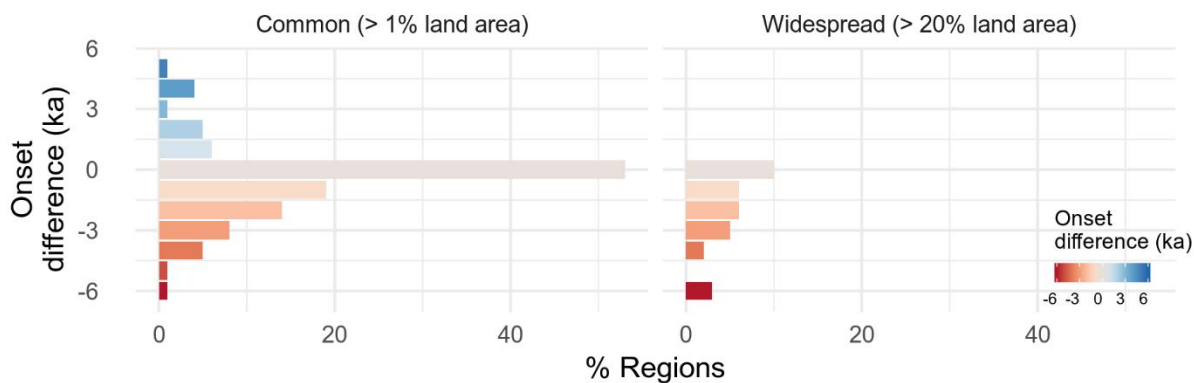 Common (> 1% land area)
Widespread (> 20% land area)
Onset
difference (ka)
6
3
0
-3
-6
0 20 40
0 20 40
% Regions
Onset
difference (ka)
-6 -3 0 3 6